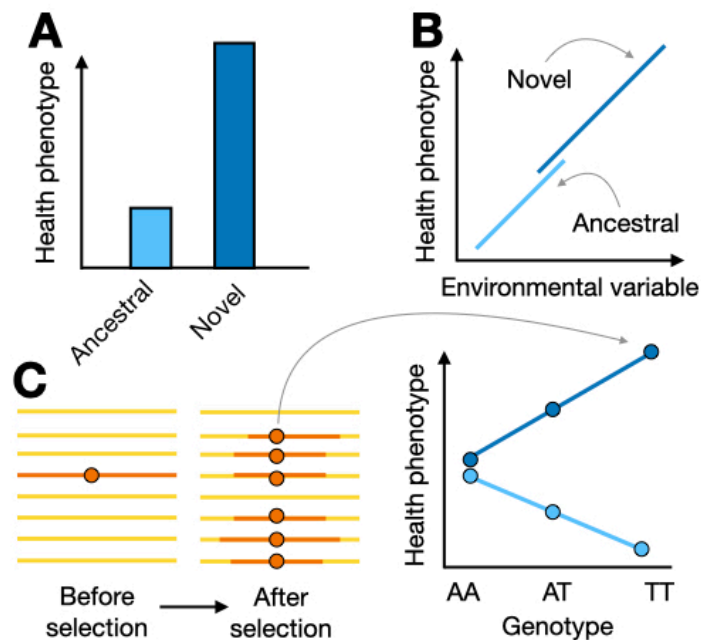 A
Health phenotype
Ancestral
Novel
B
Health phenotype
Novel
Ancestral
Environmental variable
C
Before
selection
After
selection
Health phenotype
AA
AT
TT
Genotype